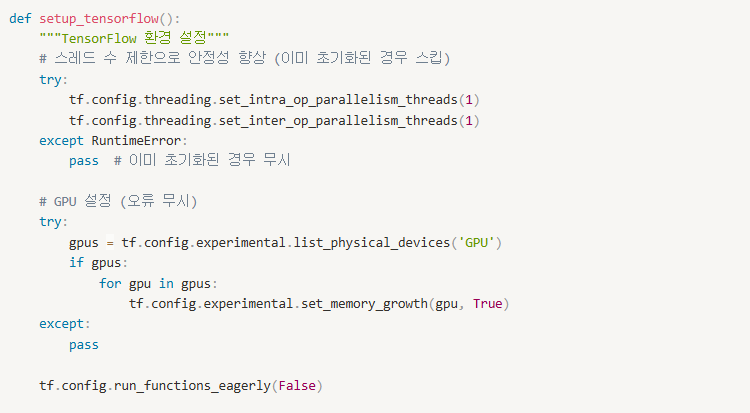 def setup_tensorflow():
    """TensorFlow 환경 설정"""
    # 스레드 수 제한으로 안정성 향상 (이미 초기화된 경우 스킵)
    try:
        tf.config.threading.set_intra_op_parallelism_threads(1)
        tf.config.threading.set_inter_op_parallelism_threads(1)
    except RuntimeError:
        pass  # 이미 초기화된 경우 무시

    # GPU 설정 (오류 무시)
    try:
        gpus = tf.config.experimental.list_physical_devices('GPU')
        if gpus:
            for gpu in gpus:
                tf.config.experimental.set_memory_growth(gpu, True)
    except:
        pass

    tf.config.run_functions_eagerly(False)